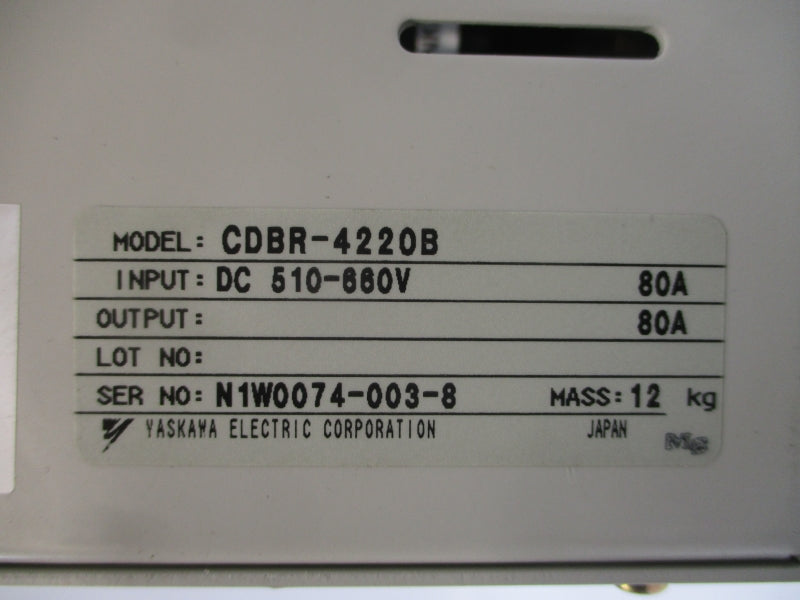 MODEL: CDBR-4220B
INPUT: DC 510-660V 80A
OUTPUT: 80A
LOT NO:
SER NO: N1W0074-003-8 MASS: 12 kg
YASKAWA ELECTRIC CORPORATION JAPAN